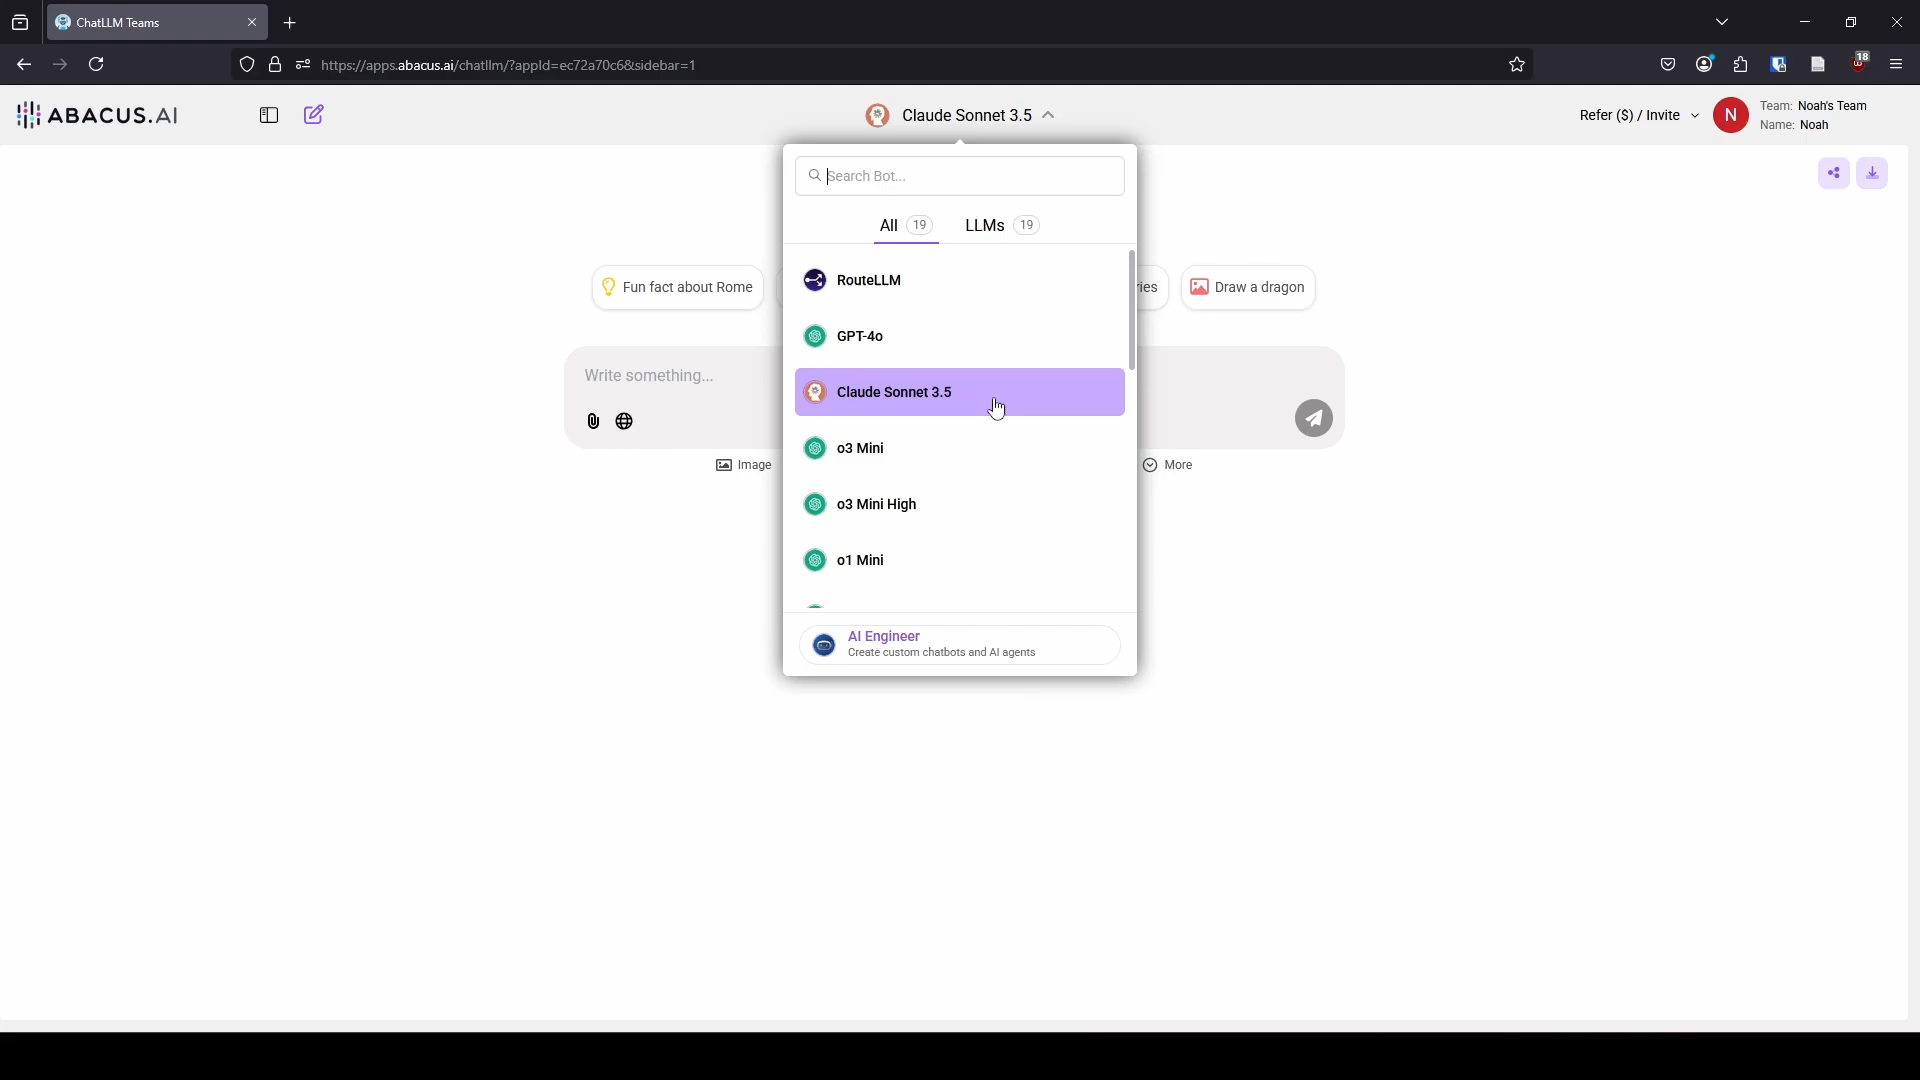 ChatLLM Teams
https://apps.abacus.ai/chatllm/?appId=ec72a70c6&sidebar=1
18
ABACUS.AI
Claude Sonnet 3.5
Refer ($) / Invite
N
Team: Noah's Team
Name: Noah
Search Bot...
All 19
LLMs 19
RouteLLM
GPT-4o
Claude Sonnet 3.5
o3 Mini
o3 Mini High
o1 Mini
AI Engineer
Create custom chatbots and AI agents
Fun fact about Rome
ries
Draw a dragon
Write something...
Image
More